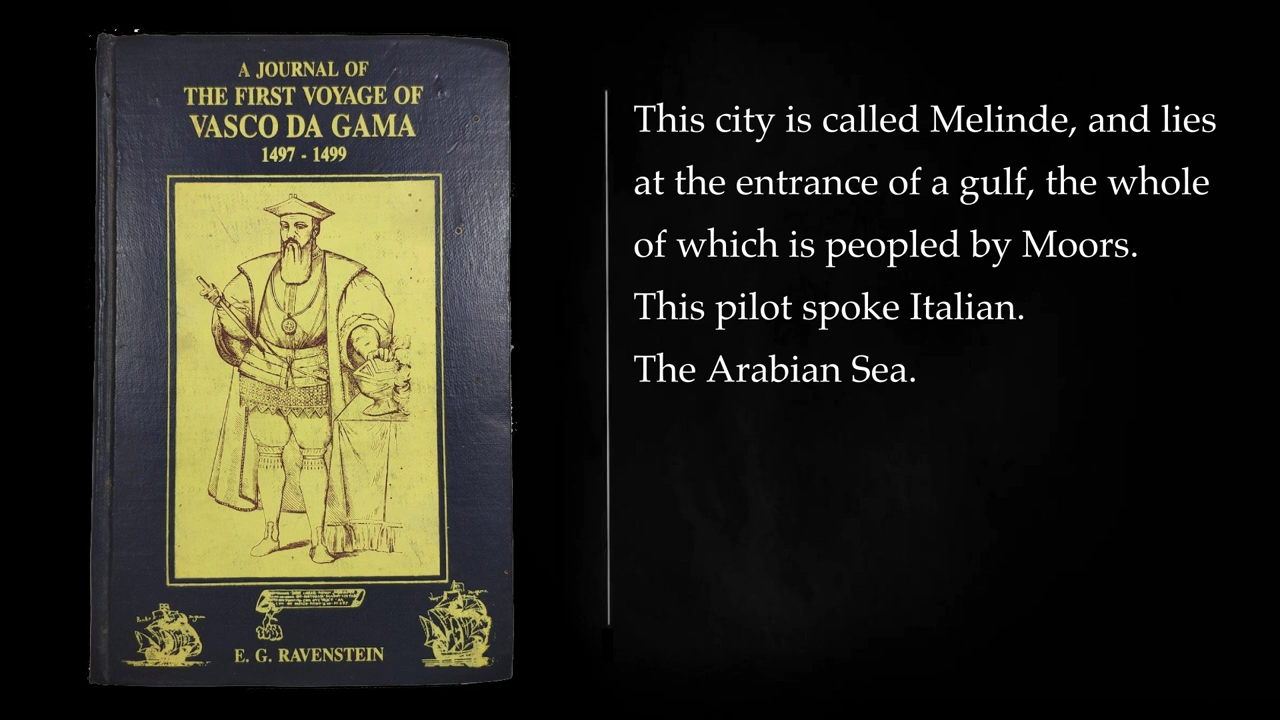 A JOURNAL OF
THE FIRST VOYAGE OF
VASCO DA GAMA
1497 - 1499
E. G. RAVENSTEIN
This city is called Melinde, and lies
at the entrance of a gulf, the whole
of which is peopled by Moors.
This pilot spoke Italian.
The Arabian Sea.